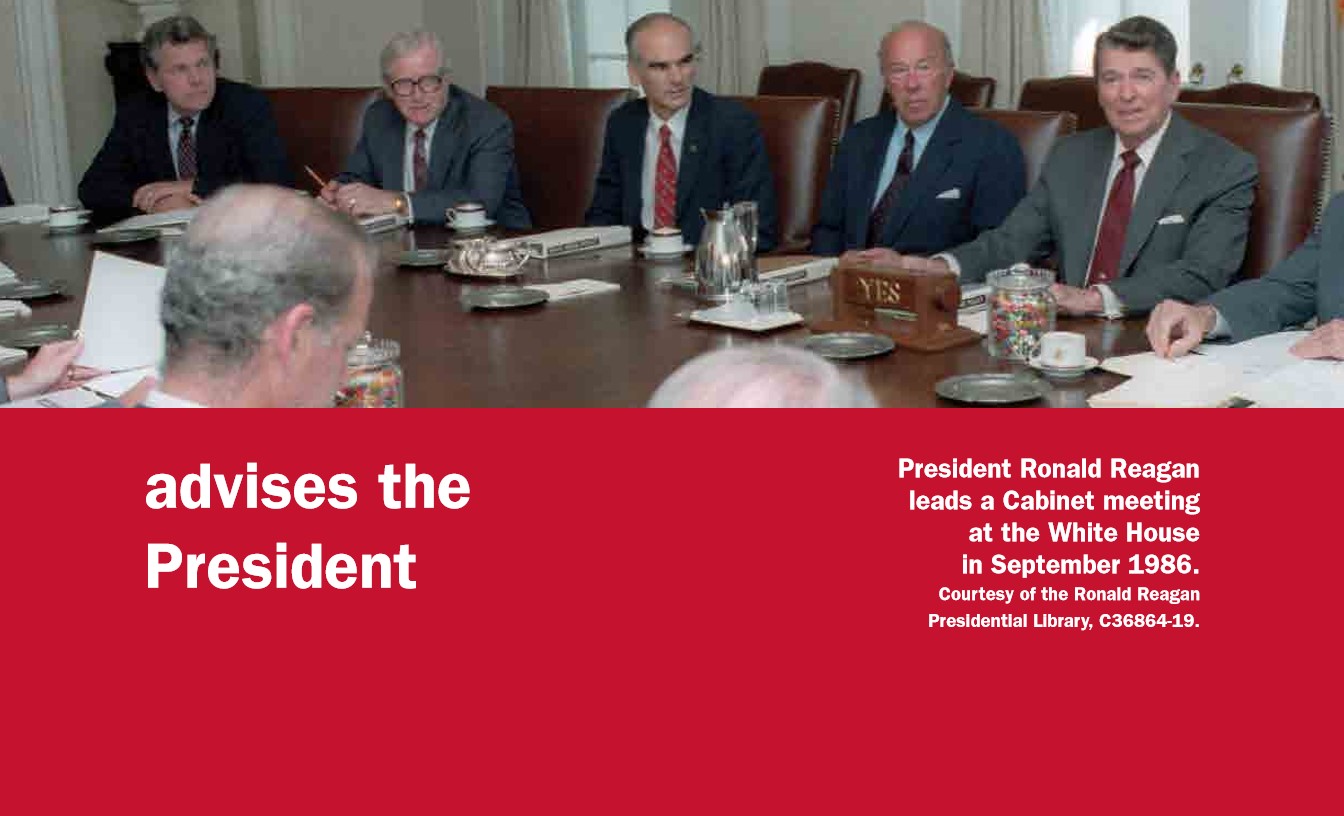 YES
advises the
President
President Ronald Reagan
leads a Cabinet meeting
at the White House
in September 1986.
Courtesy of the Ronald Reagan
Presidential Library, C36864-19.